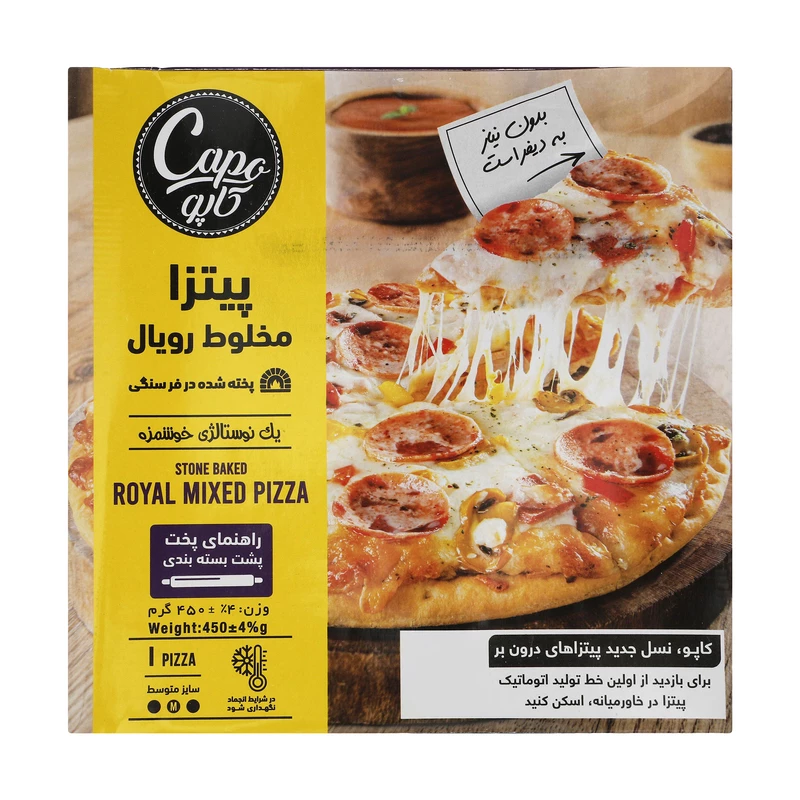 Capo
کاپو
بدون نیاز
به دیفراست
پیتزا
مخلوط رویال
پخته شده در فر سنگی
یک نوستالژی خوشمزه
STONE BAKED
ROYAL MIXED PIZZA
راهنمای پخت
پشت بسته بندی
وزن: ۴٪ ± ۴۵۰ گرم
Weight:450±4%g
1 PIZZA
سایز متوسط
M
در شرایط انجماد
نگهداری شود
کاپو، نسل جدید پیتزاهای درون بر
برای بازدید از اولین خط تولید اتوماتیک
پیتزا در خاورمیانه، اسکن کنید